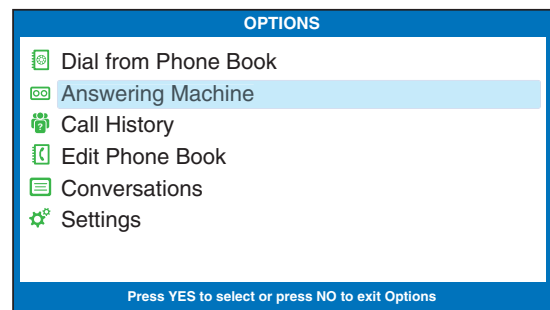 OPTIONS
Dial from Phone Book
Answering Machine
Call History
Edit Phone Book
Conversations
Settings
Press YES to select or press NO to exit Options